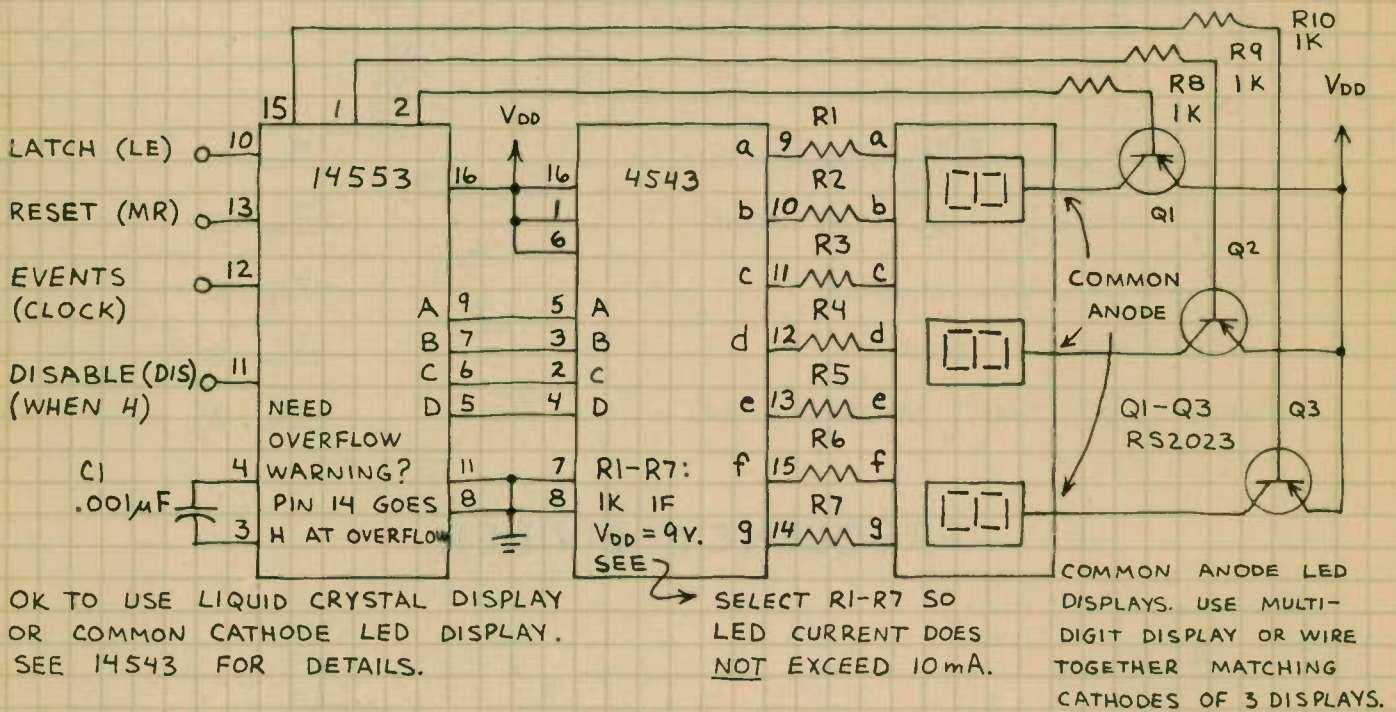 R10
1K
R9
1K
R8
1K
VDD
15 1 2
VDD
LATCH (LE) 10
14553
16 16
4543
R1
a 9 a
RESET (MR) 13
1
6
R2
b 10 b
Q1
EVENTS 12
(CLOCK)
R3
c 11 c
Q2
COMMON
ANODE
A 9 5 A
B 7 3 B
C 6 2 C
D 5 4 D
R4
d 12 d
DISABLE (DIS) 11
(WHEN H)
R5
e 13 e
Q1-Q3
RS2023
Q3
NEED
OVERFLOW
WARNING?
PIN 14 GOES
H AT OVERFLOW
C1
.001µF
4
3
11 7
8 8
R1-R7:
1K IF
VDD = 9V.
SEE
R6
f 15 f
R7
g 14 g
OK TO USE LIQUID CRYSTAL DISPLAY
OR COMMON CATHODE LED DISPLAY.
SEE 14543 FOR DETAILS.
SELECT R1-R7 SO
LED CURRENT DOES
NOT EXCEED 10mA.
COMMON ANODE LED
DISPLAYS. USE MULTI-
DIGIT DISPLAY OR WIRE
TOGETHER MATCHING
CATHODES OF 3 DISPLAYS.